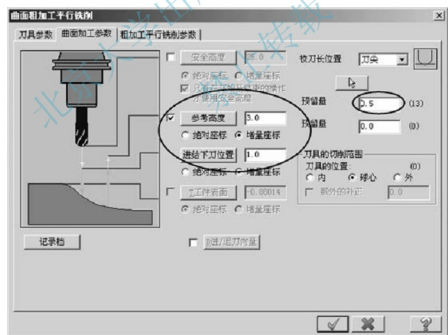 曲面粗加工平行铣削
刀具参数 曲面加工参数 粗加工平行铣削参数
安全高度
绝对座标 增量座标
校刀长位置 刀尖
参考高度 3.0
绝对座标 增量座标
进给下刀位置 1.0
绝对座标 增量座标
工件表面 -0.00014
绝对座标 增量座标
预留量 0.5 (13)
预留量 0.0 (0)
刀具的切削范围
刀具的位置: (0)
内 球心 外
额外的补正 0.0
记录档
进/退刀向量